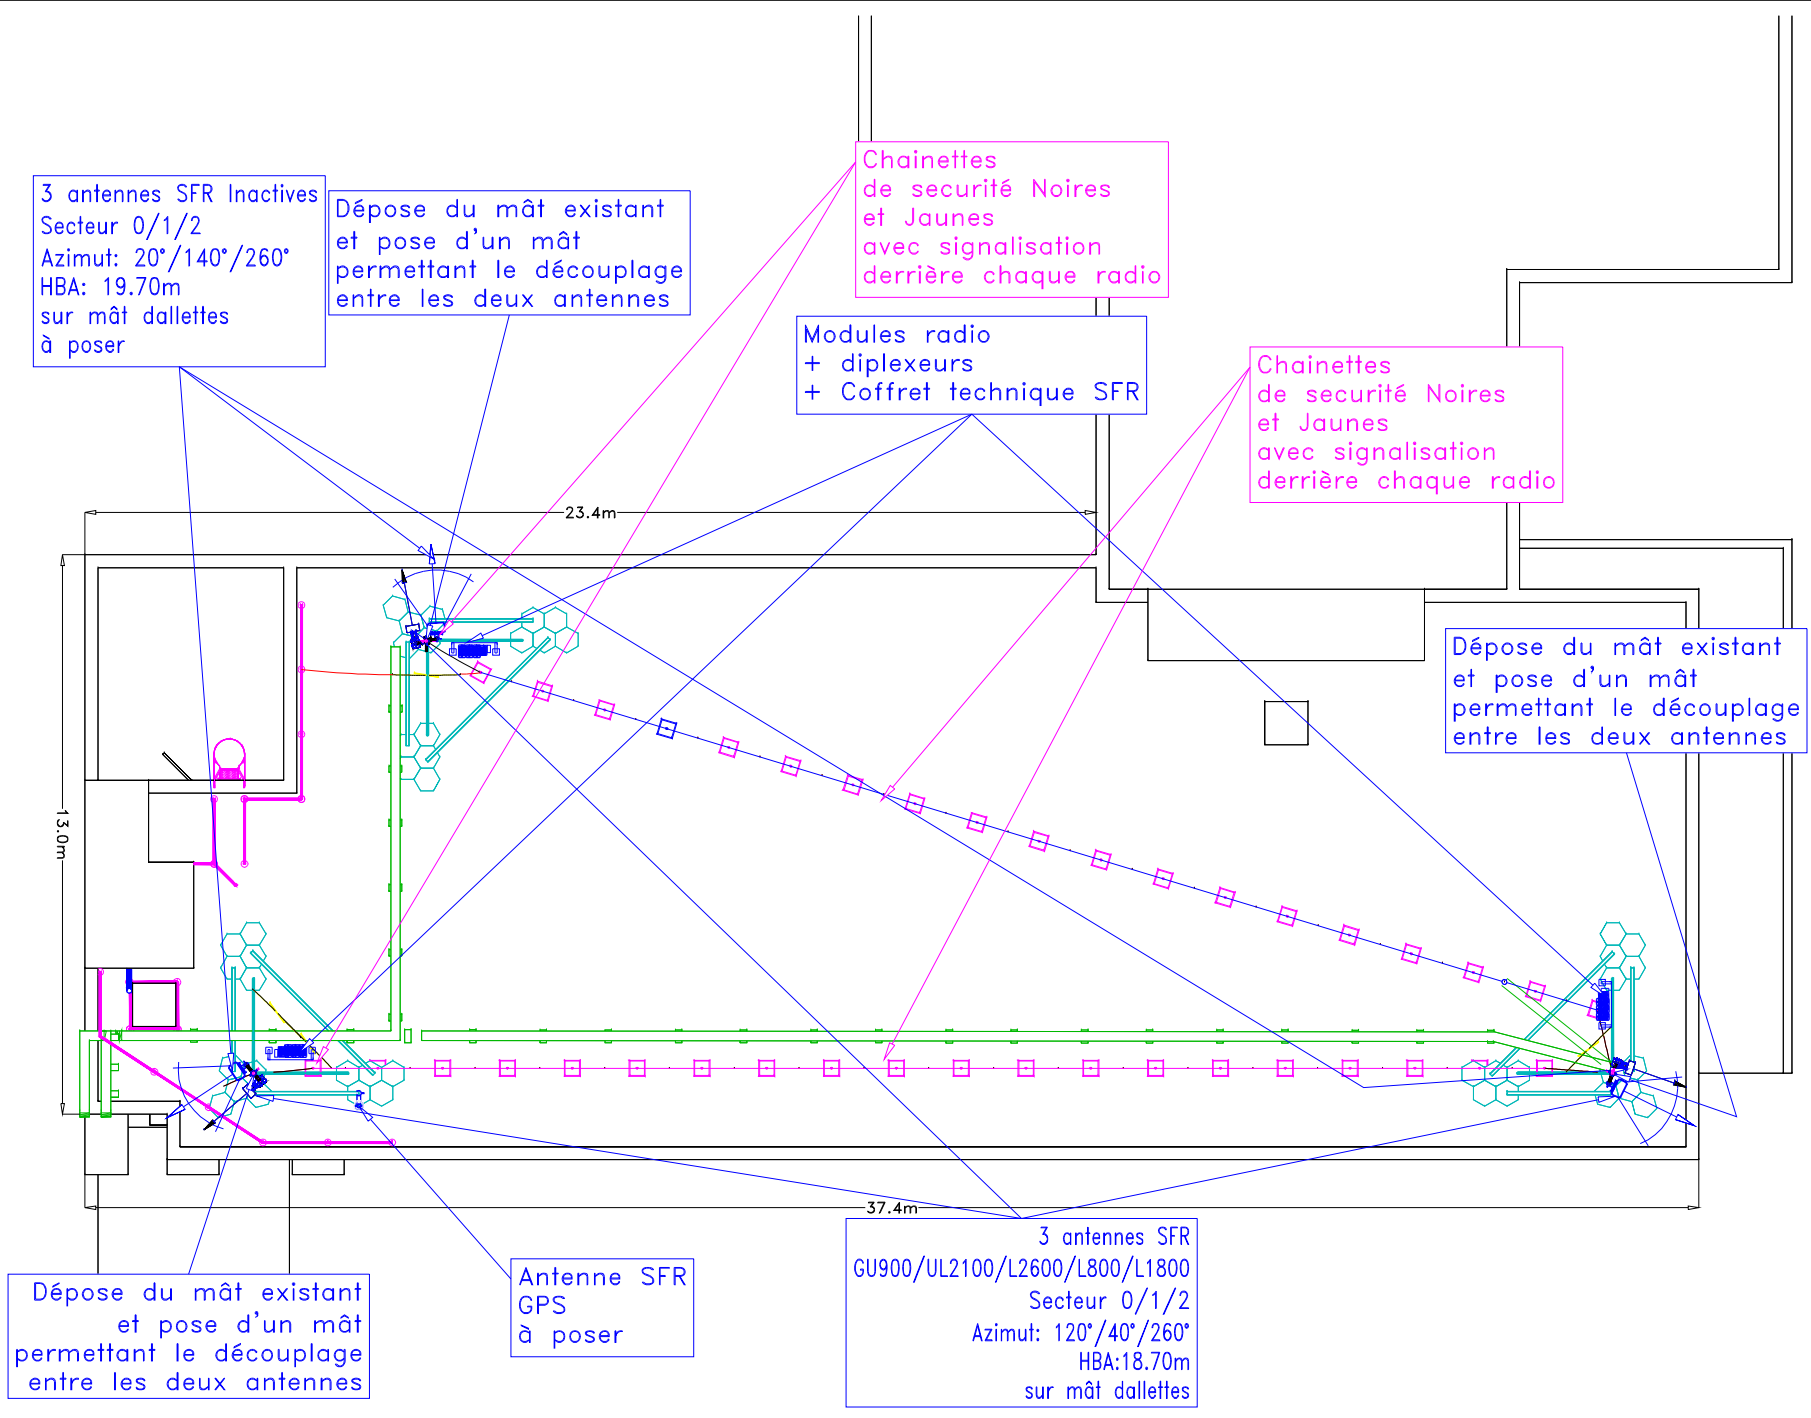 Chainettes
de securité Noires
et Jaunes
avec signalisation
derrière chaque radio
3 antennes SFR Inactives
Secteur 0/1/2
Azimut: 20°/140°/260°
HBA: 19.70m
sur mât dallettes
à poser
Dépose du mât existant
et pose d'un mât
permettant le découplage
entre les deux antennes
Modules radio
+ diplexeurs
+ Coffret technique SFR
Chainettes
de securité Noires
et Jaunes
avec signalisation
derrière chaque radio
23.4m
Dépose du mât existant
et pose d'un mât
permettant le découplage
entre les deux antennes
13.0m
37.4m
3 antennes SFR
GU900/UL2100/L2600/L800/L1800
Secteur 0/1/2
Azimut: 120°/40°/260°
HBA:18.70m
sur mât dallettes
Antenne SFR
GPS
à poser
Dépose du mât existant
et pose d'un mât
permettant le découplage
entre les deux antennes